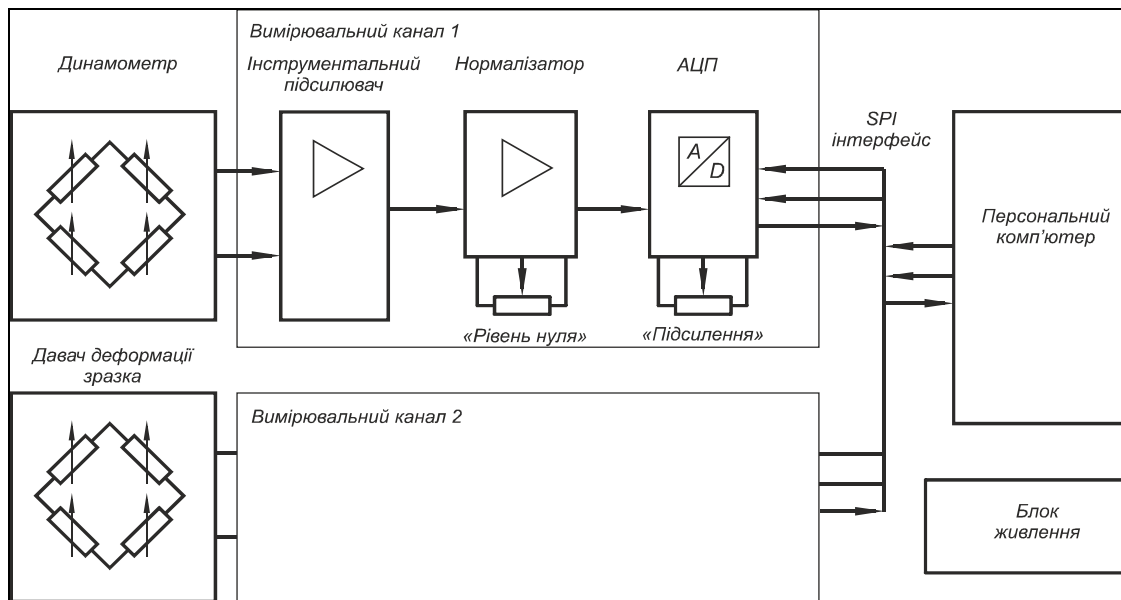 Вимірювальний канал 1
Динамометр
Інструментальний
підсилювач
Нормалізатор
АЦП
A
D
SPI
інтерфейс
Персональний
комп’ютер
«Рівень нуля»
«Підсилення»
Давач деформації
зразка
Вимірювальний канал 2
Блок
живлення